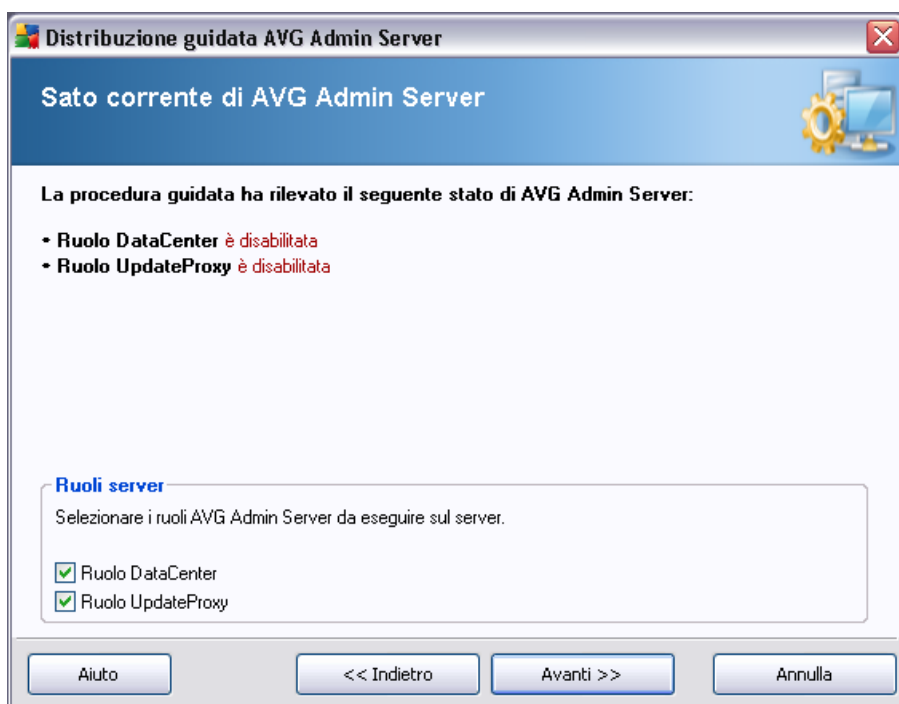 Distribuzione guidata AVG Admin Server
Sato corrente di AVG Admin Server
La procedura guidata ha rilevato il seguente stato di AVG Admin Server:
• Ruolo DataCenter è disabilitata
• Ruolo UpdateProxy è disabilitata
Ruoli server
Selezionare i ruoli AVG Admin Server da eseguire sul server.
Ruolo DataCenter
Ruolo UpdateProxy
Aiuto
<< Indietro
Avanti >>
Annulla